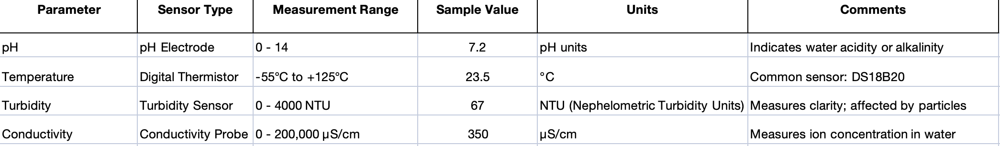 Parameter Sensor Type Measurement Range Sample Value Units Comments
pH pH Electrode 0 - 14 7.2 pH units Indicates water acidity or alkalinity
Temperature Digital Thermistor -55°C to +125°C 23.5 °C Common sensor: DS18B20
Turbidity Turbidity Sensor 0 - 4000 NTU 67 NTU (Nephelometric Turbidity Units) Measures clarity; affected by particles
Conductivity Conductivity Probe 0 - 200,000 µS/cm 350 µS/cm Measures ion concentration in water